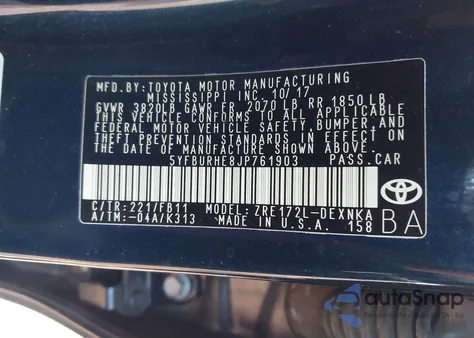 MFD. BY: TOYOTA MOTOR MANUFACTURING
MISSISSIPPI INC. 10/17
GVWR 3820LB GAWR FR 2070 LB RR 1850LB
THIS VEHICLE CONFORMS TO ALL APPLICABLE
FEDERAL MOTOR VEHICLE SAFETY, BUMPER, AND
THEFT PREVENTION STANDARDS IN EFFECT ON
THE DATE OF MANUFACTURE SHOWN ABOVE.
5YFBURHE8JP761903 PASS.CAR
C/TR: 221/FB11 MODEL: ZRE172L-DEXNKA
A/TM: -04A/K313 MADE IN U.S.A. 158
BA
autoSnap